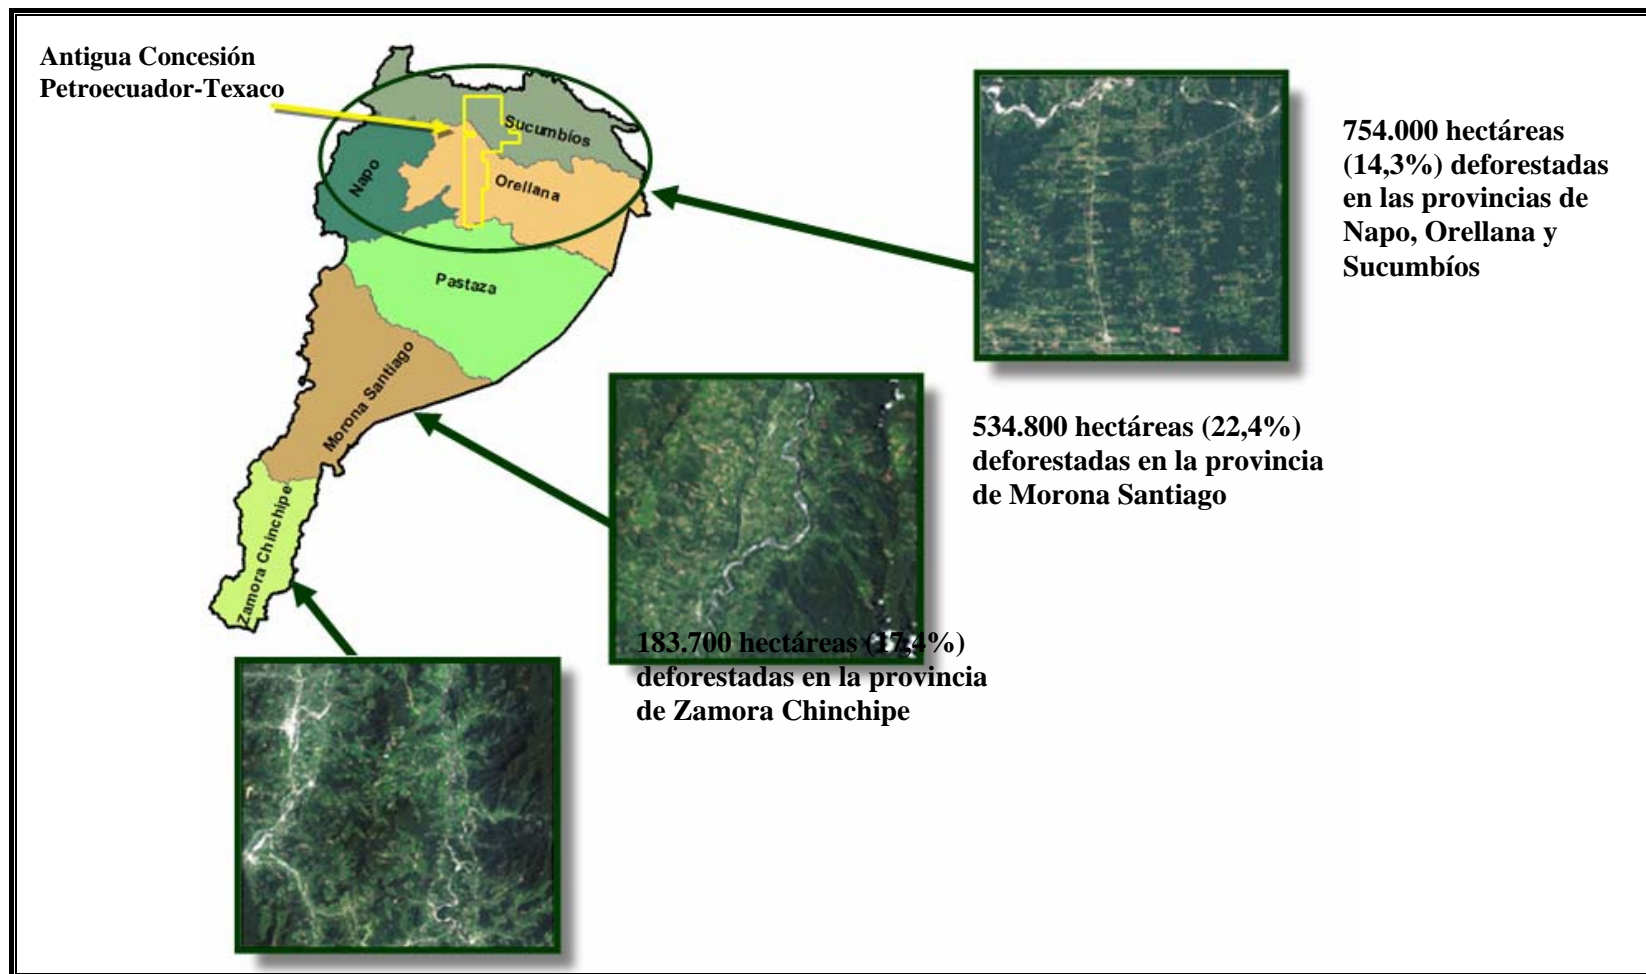 Antigua Concesión
Petroecuador-Texaco
Sucumbíos
Napo
Orellana
Pastaza
Morona Santiago
Zamora Chinchipe
754.000 hectáreas
(14,3%) deforestadas
en las provincias de
Napo, Orellana y
Sucumbíos
534.800 hectáreas (22,4%)
deforestadas en la provincia
de Morona Santiago
183.700 hectáreas (17,4%)
deforestadas en la provincia
de Zamora Chinchipe